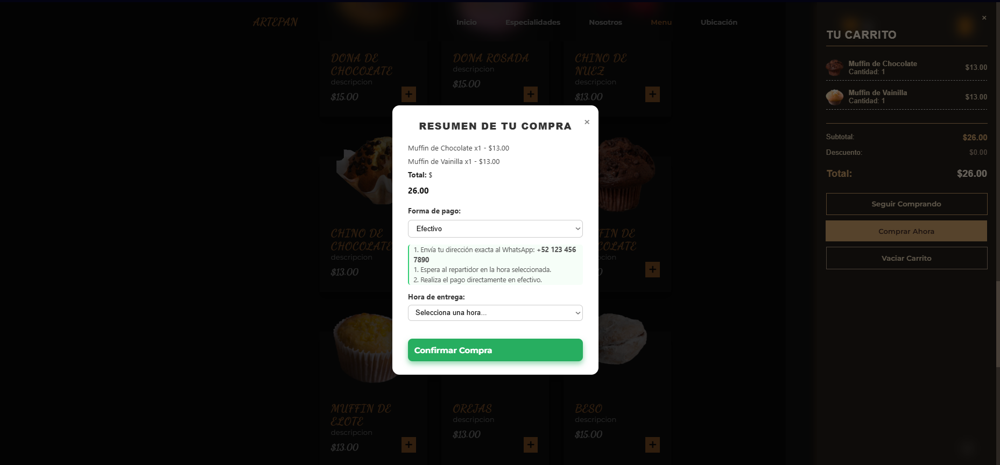 ARTEPAN
Inicio
Especialidades
Nosotros
Menu
Ubicación
DONA DE
CHOCOLATE
descripcion
$15.00
+
DONA ROSADA
descripcion
$15.00
+
CHINO DE
NUEZ
descripcion
$13.00
+
CHINO DE
CHOCOLATE
descripcion
$13.00
FIN DE
COLATE
+
MUFFIN DE
ELOTE
descripcion
$13.00
+
OREJAS
descripcion
$13.00
+
BESO
descripcion
$15.00
+
RESUMEN DE TU COMPRA
×
Muffin de Chocolate x1 - $13.00
Muffin de Vainilla x1 - $13.00
Total: $
26.00
Forma de pago:
Efectivo
1. Envía tu dirección exacta al WhatsApp: +52 123 456
7890
1. Espera al repartidor en la hora seleccionada.
2. Realiza el pago directamente en efectivo.
Hora de entrega:
Selecciona una hora...
Confirmar Compra
×
TU CARRITO
Muffin de Chocolate
Cantidad: 1
$13.00
Muffin de Vainilla
Cantidad: 1
$13.00
Subtotal:
$26.00
Descuento:
$0.00
Total:
$26.00
Seguir Comprando
Comprar Ahora
Vaciar Carrito